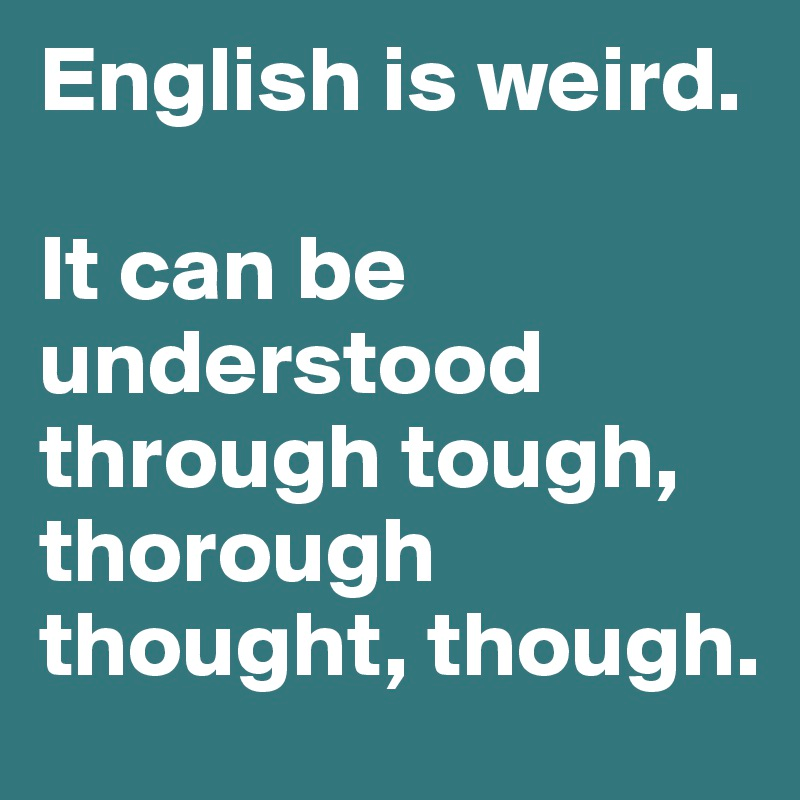 English is weird.
It can be
understood
through tough,
thorough
thought, though.